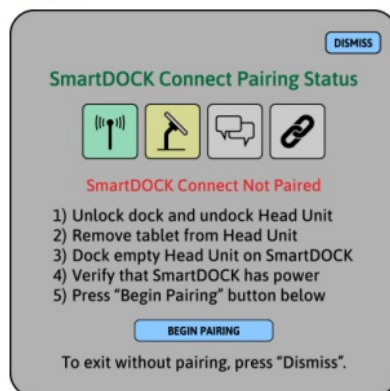 DISMISS
SmartDOCK Connect Pairing Status
SmartDOCK Connect Not Paired
1) Unlock dock and undock Head Unit
2) Remove tablet from Head Unit
3) Dock empty Head Unit on SmartDOCK
4) Verify that SmartDOCK has power
5) Press “Begin Pairing” button below
BEGIN PAIRING
To exit without pairing, press “Dismiss”.